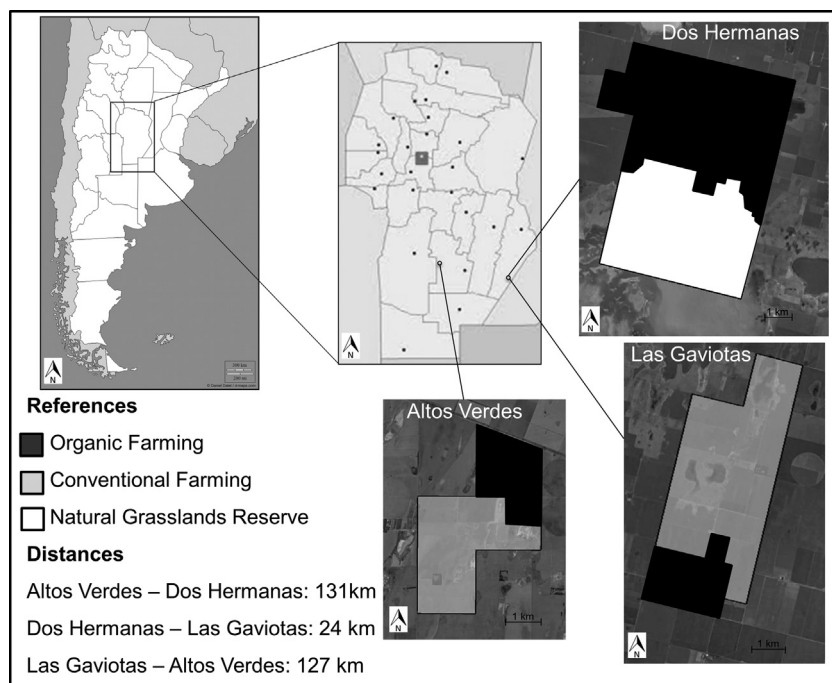 Dos Hermanas
N
1 km
N
N
Las Gaviotas
N
1 km
Altos Verdes
N
1 km
References
Organic Farming
Conventional Farming
Natural Grasslands Reserve
Distances
Altos Verdes – Dos Hermanas: 131km
Dos Hermanas – Las Gaviotas: 24 km
Las Gaviotas – Altos Verdes: 127 km